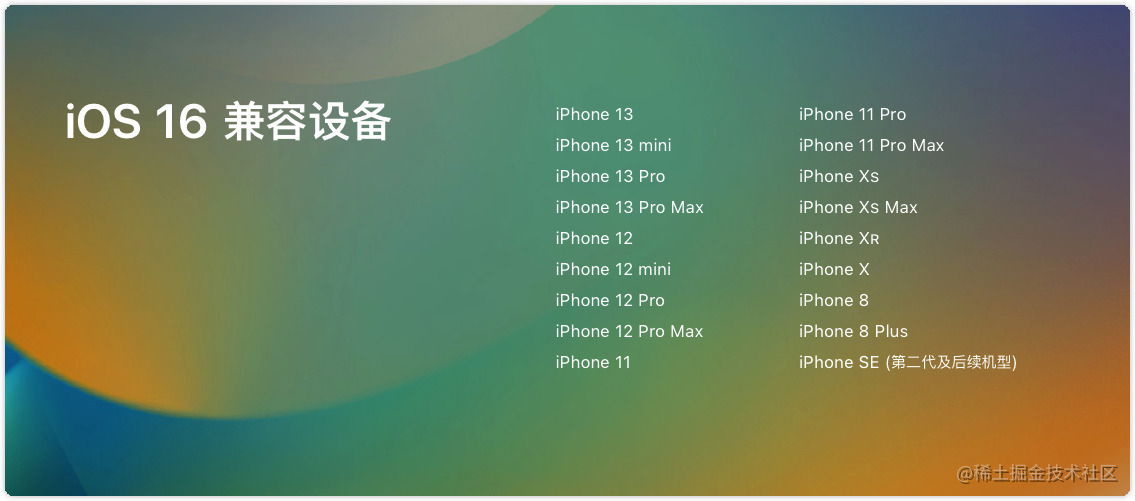 iOS 16 兼容设备
iPhone 13
iPhone 13 mini
iPhone 13 Pro
iPhone 13 Pro Max
iPhone 12
iPhone 12 mini
iPhone 12 Pro
iPhone 12 Pro Max
iPhone 11
iPhone 11 Pro
iPhone 11 Pro Max
iPhone Xs
iPhone Xs Max
iPhone XR
iPhone X
iPhone 8
iPhone 8 Plus
iPhone SE (第二代及后续机型)
@稀土掘金技术社区